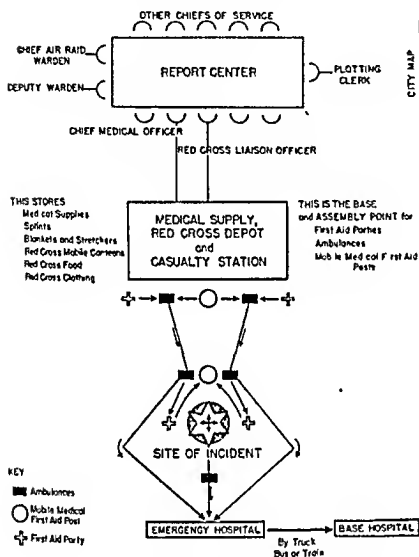 OTHER CHIEFS OF SERVICE
CHIEF AIR RAID
WARDEN
DEPUTY WARDEN
REPORT CENTER
PLOTTING
CLERK
CITY MAP
CHIEF MEDICAL OFFICER
RED CROSS LIAISON OFFICER
THIS STORES
Medical Supplies
Splints
Blankets and Stretchers
Red Cross Mobile Canteens
Red Cross Food
Red Cross Clothing
MEDICAL SUPPLY,
RED CROSS DEPOT
and
CASUALTY STATION
THIS IS THE BASE
and ASSEMBLY POINT for
First Aid Parties
Ambulances
Mobile Medical First Aid
Posts
SITE OF INCIDENT
KEY
Ambulances
Mobile Medical
First Aid Post
First Aid Party
EMERGENCY HOSPITAL
By Truck
Bus or Train
BASE HOSPITAL